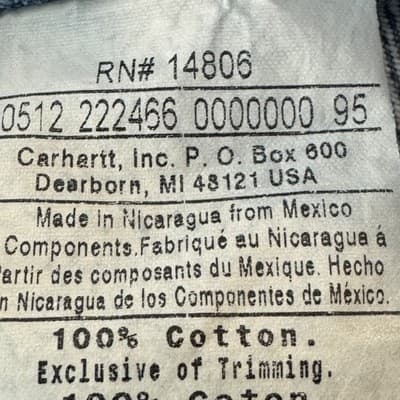 RN# 14806
0512 222466 0000000 95
Carhartt, Inc. P. O. Box 600
Dearborn, MI 48121 USA
Made in Nicaragua from Mexico
Components.Fabriqué au Nicaragua á
Partir des composants du Mexique. Hecho
en Nicaragua de los Componentes de México.
100% Cotton.
Exclusive of Trimming.
100% Caton